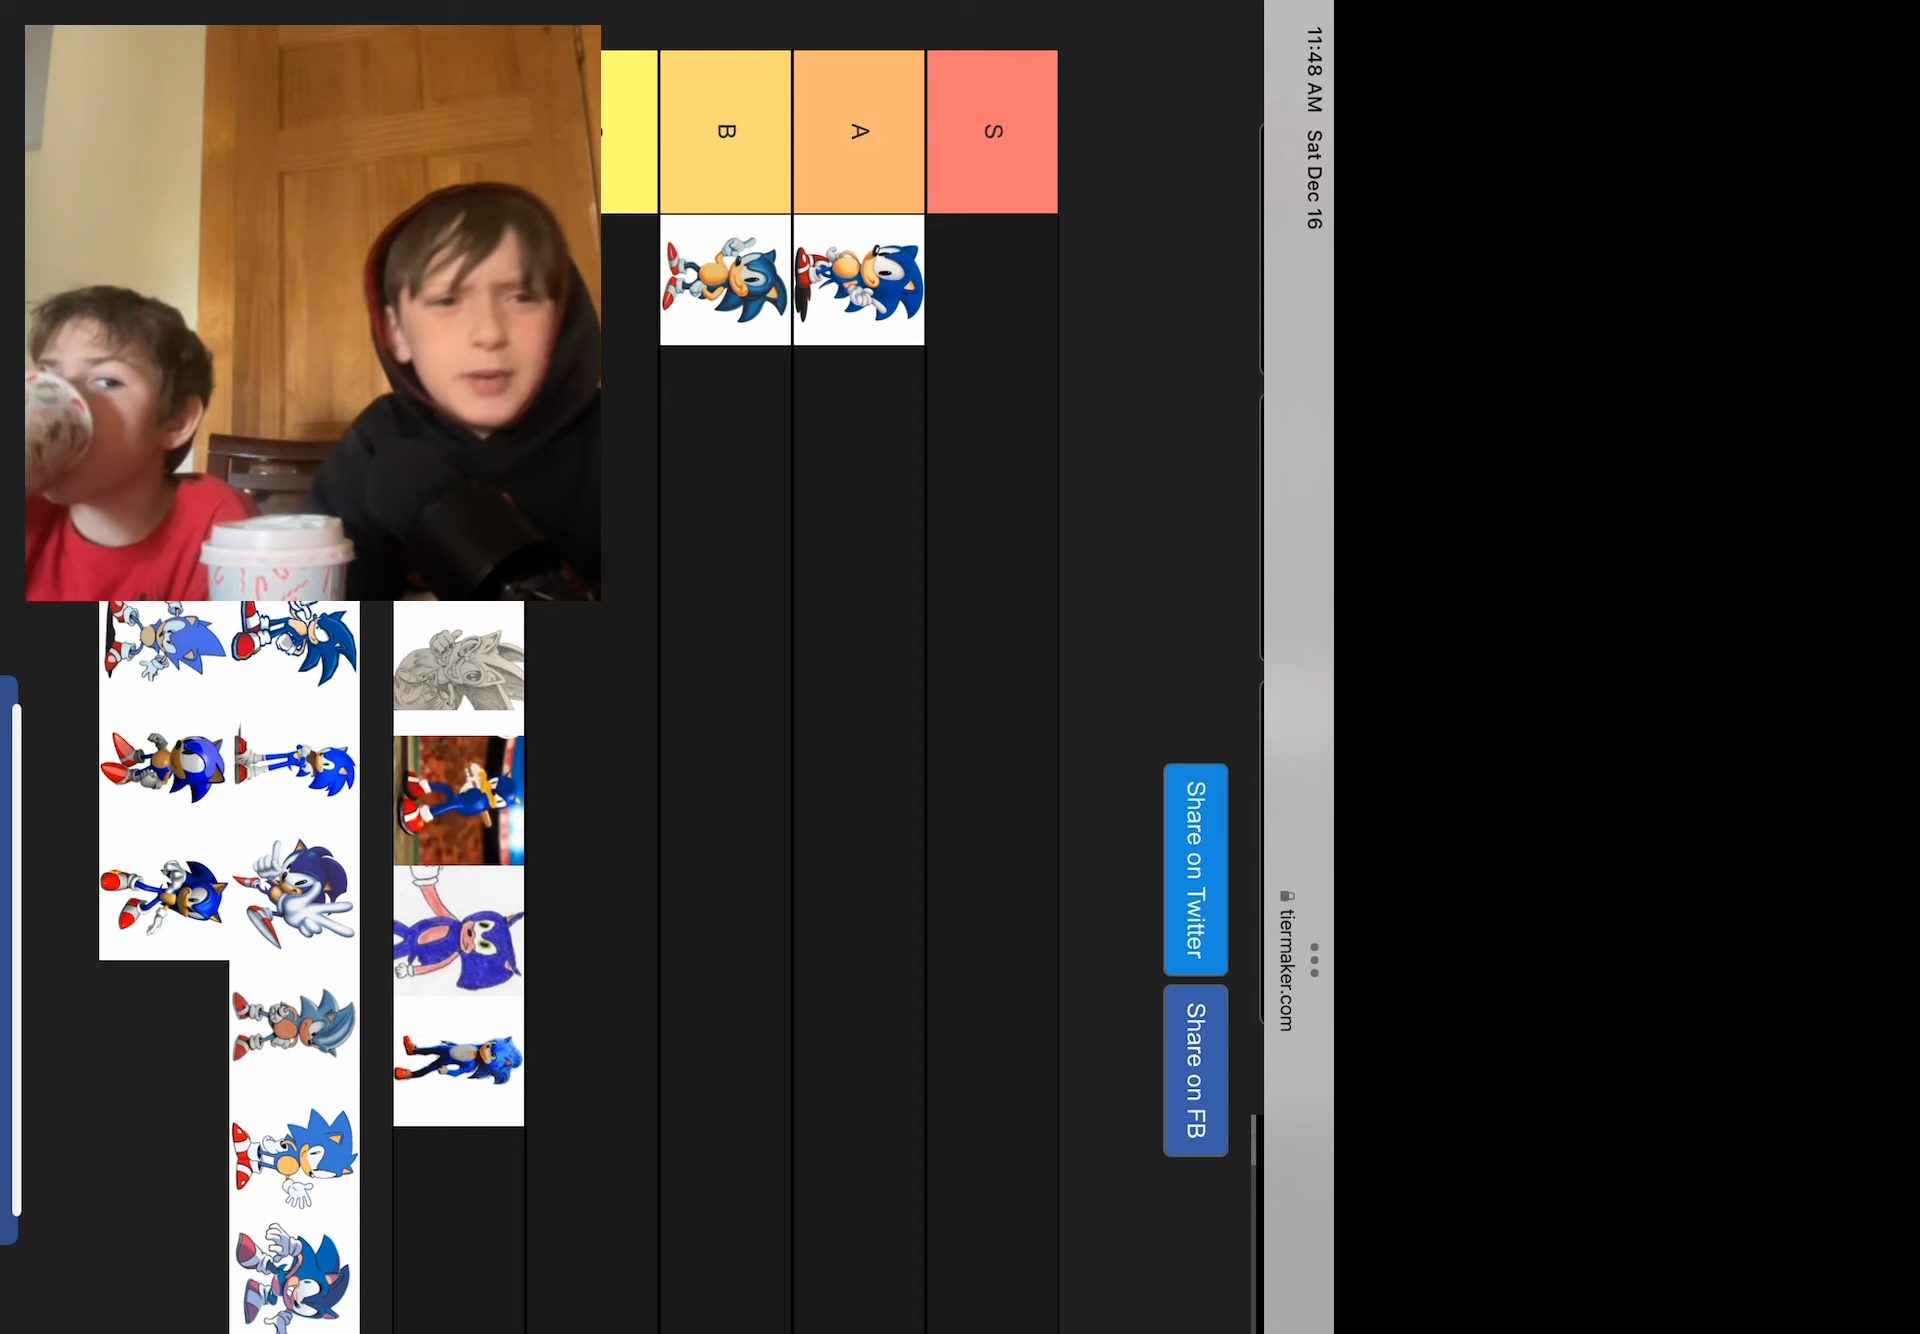 11:48 AM Sat Dec 16
tiermaker.com
Share on Twitter
Share on FB
S
A
B